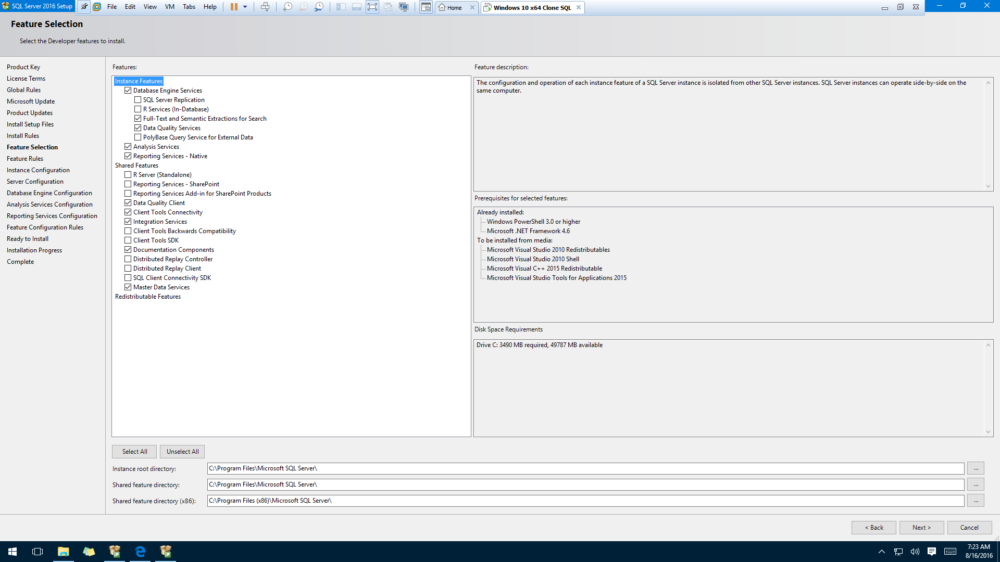 SQL Server 2016 Setup
File Edit View VM Tabs Help
Home
Windows 10 x64 Clone SQL
Feature Selection
Select the Developer features to install.
Product Key
License Terms
Global Rules
Microsoft Update
Product Updates
Install Setup Files
Install Rules
Feature Selection
Feature Rules
Instance Configuration
Server Configuration
Database Engine Configuration
Analysis Services Configuration
Reporting Services Configuration
Feature Configuration Rules
Ready to Install
Installation Progress
Complete
Features:
Instance Features
Database Engine Services
SQL Server Replication
R Services (In-Database)
Full-Text and Semantic Extractions for Search
Data Quality Services
PolyBase Query Service for External Data
Analysis Services
Reporting Services - Native
Shared Features
R Server (Standalone)
Reporting Services - SharePoint
Reporting Services Add-in for SharePoint Products
Data Quality Client
Client Tools Connectivity
Integration Services
Client Tools Backwards Compatibility
Client Tools SDK
Documentation Components
Distributed Replay Controller
Distributed Replay Client
SQL Client Connectivity SDK
Master Data Services
Redistributable Features
Feature description:
The configuration and operation of each instance feature of a SQL Server instance is isolated from other SQL Server instances. SQL Server instances can operate side-by-side on the
same computer.
Prerequisites for selected features:
Already installed:
Windows PowerShell 3.0 or higher
Microsoft .NET Framework 4.6
To be installed from media:
Microsoft Visual Studio 2010 Redistributables
Microsoft Visual Studio 2010 Shell
Microsoft Visual C++ 2015 Redistributable
Microsoft Visual Studio Tools for Applications 2015
Disk Space Requirements
Drive C: 3490 MB required, 49787 MB available
Select All
Unselect All
Instance root directory:
C:\Program Files\Microsoft SQL Server\
...
Shared feature directory:
C:\Program Files\Microsoft SQL Server\
...
Shared feature directory (x86):
C:\Program Files (x86)\Microsoft SQL Server\
...
< Back
Next >
Cancel
7:23 AM
8/16/2016